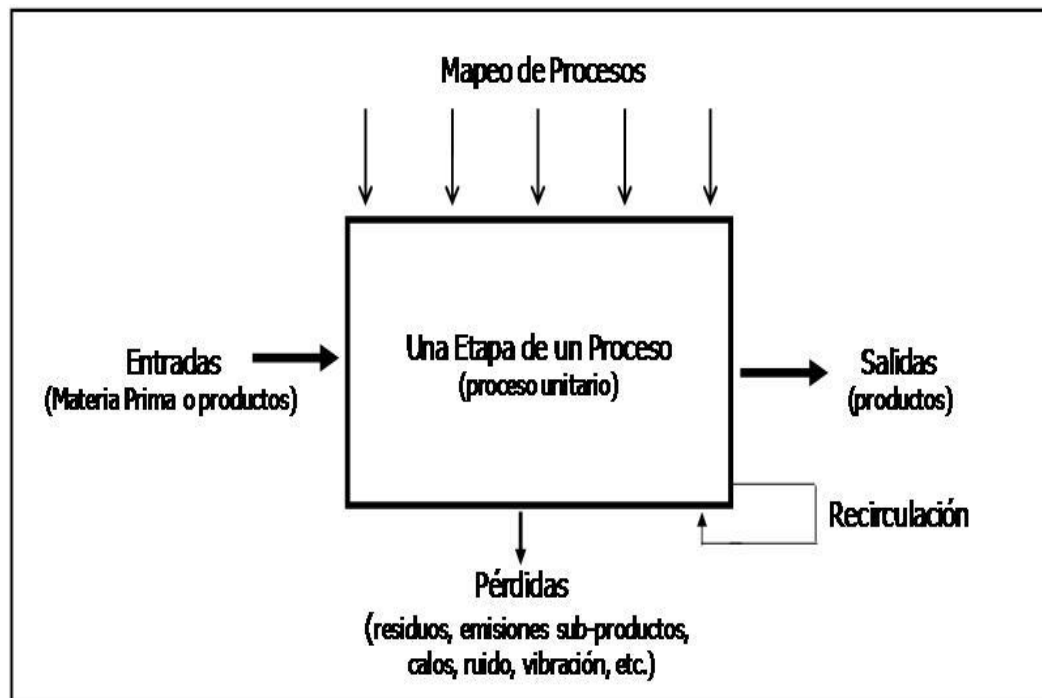 Mapeo de Procesos
Una Etapa de un Proceso
(proceso unitario)
Entradas
(Materia Prima o productos)
Salidas
(productos)
Recirculación
Pérdidas
(residuos, emisiones sub-productos,
calos, ruido, vibración, etc.)